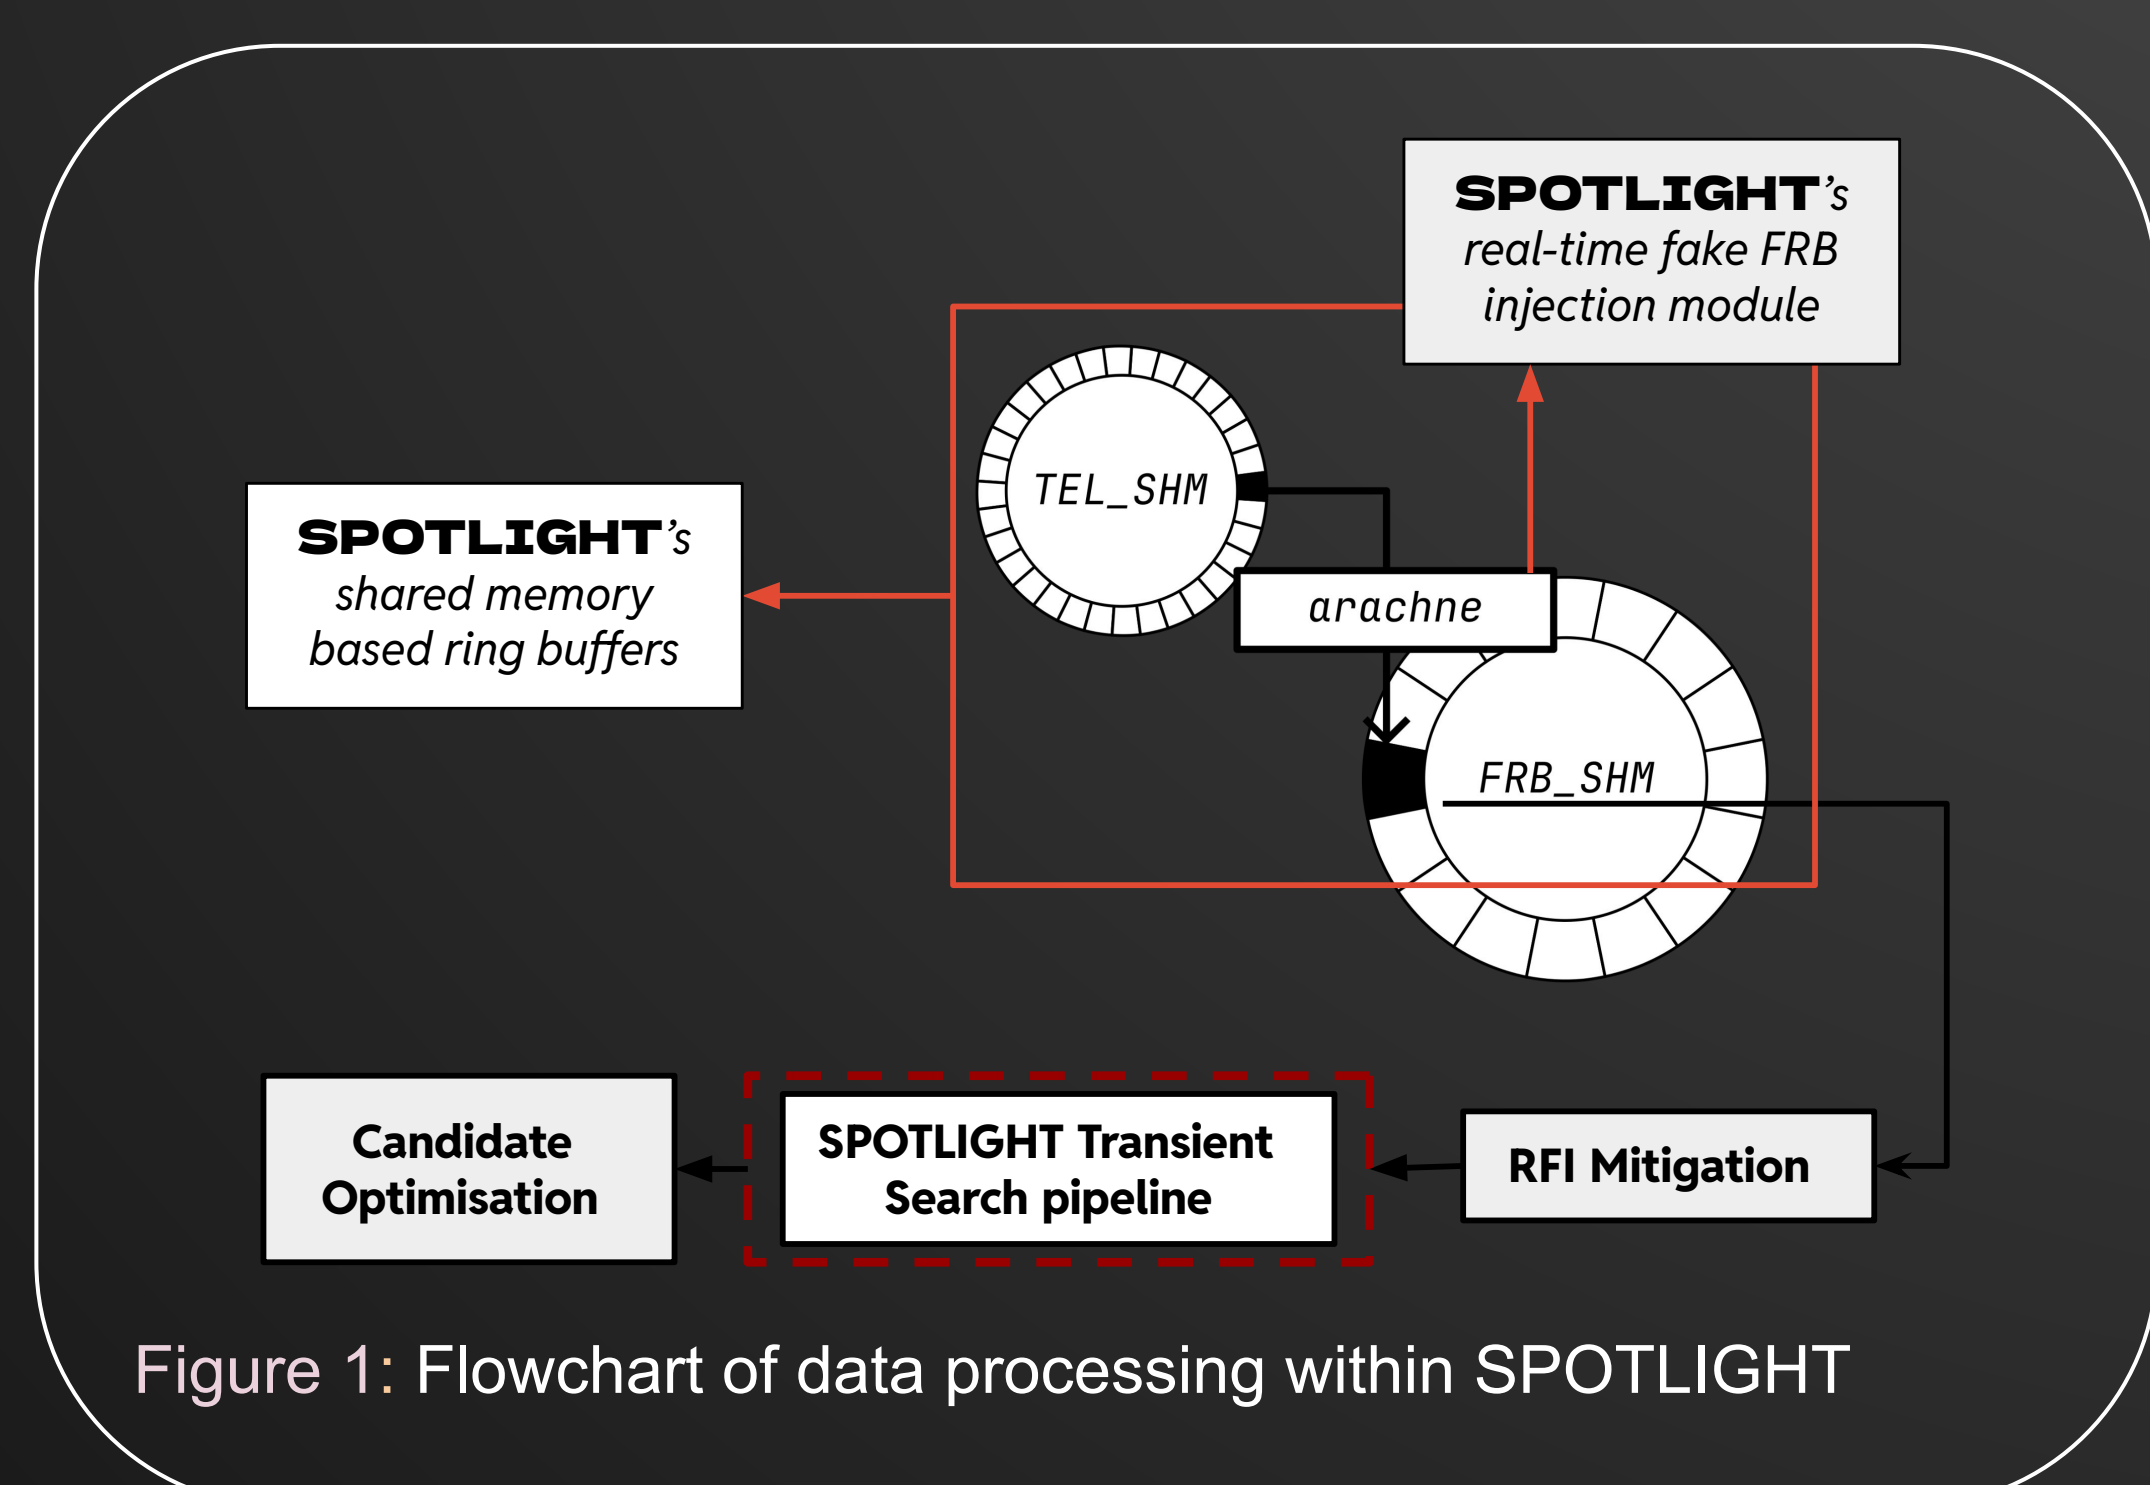 SPOTLIGHT's
real-time fake FRB
injection module
TEL_SHM
SPOTLIGHT's
shared memory
based ring buffers
arachne
FRB_SHM
Candidate
Optimisation
SPOTLIGHT Transient
Search pipeline
RFI Mitigation
Figure 1: Flowchart of data processing within SPOTLIGHT